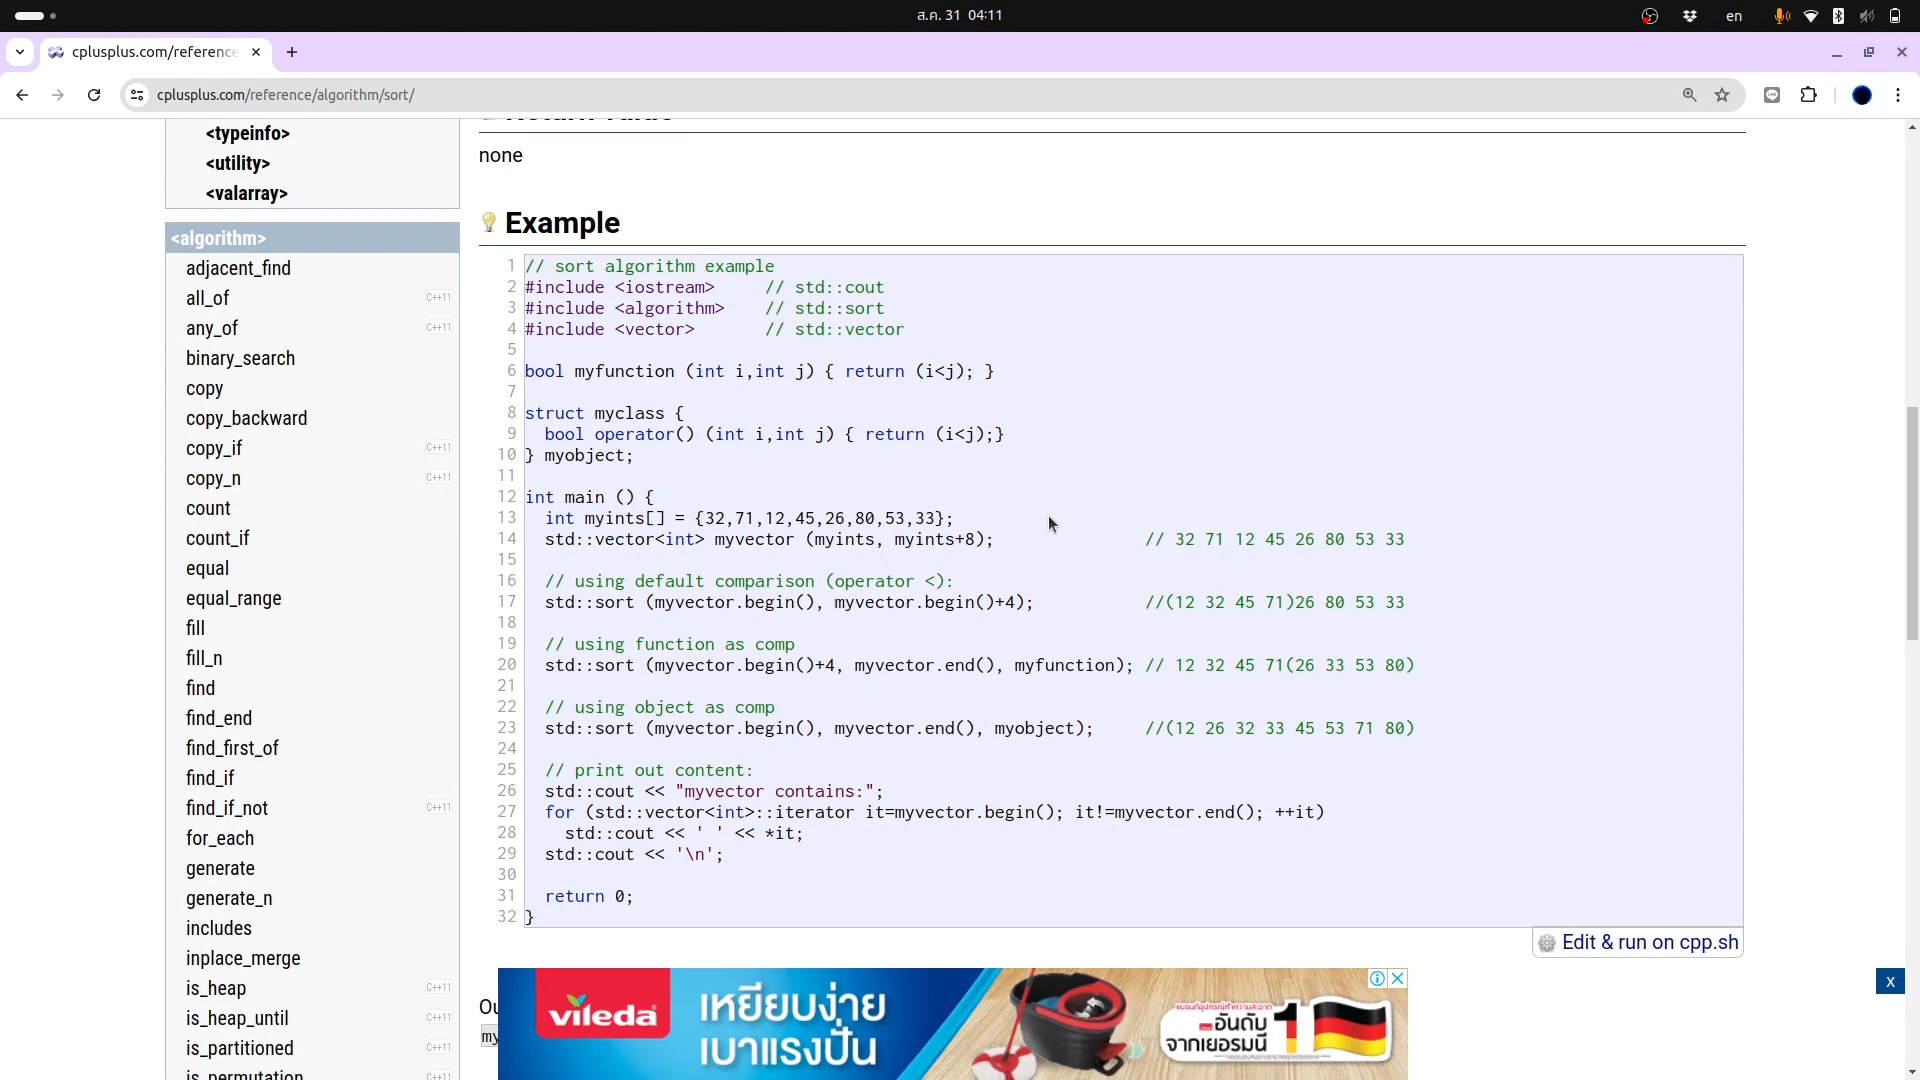 ส.ค. 31 04:11
en
cplusplus.com/reference
cplusplus.com/reference/algorithm/sort/
<typeinfo>
<utility>
<valarray>
<algorithm>
adjacent_find
all_of C++11
any_of C++11
binary_search
copy
copy_backward
copy_if C++11
copy_n C++11
count
count_if
equal
equal_range
fill
fill_n
find
find_end
find_first_of
find_if
find_if_not C++11
for_each
generate
generate_n
includes
inplace_merge
is_heap C++11
is_heap_until C++11
is_partitioned C++11
is_permutation C++11
Return value
none
Example
1 // sort algorithm example
2 #include <iostream>     // std::cout
3 #include <algorithm>    // std::sort
4 #include <vector>       // std::vector
5
6 bool myfunction (int i,int j) { return (i<j); }
7
8 struct myclass {
9   bool operator() (int i,int j) { return (i<j);}
10 } myobject;
11
12 int main () {
13   int myints[] = {32,71,12,45,26,80,53,33};
14   std::vector<int> myvector (myints, myints+8);               // 32 71 12 45 26 80 53 33
15
16   // using default comparison (operator <):
17   std::sort (myvector.begin(), myvector.begin()+4);           //(12 32 45 71)26 80 53 33
18
19   // using function as comp
20   std::sort (myvector.begin()+4, myvector.end(), myfunction); // 12 32 45 71(26 33 53 80)
21
22   // using object as comp
23   std::sort (myvector.begin(), myvector.end(), myobject);     //(12 26 32 33 45 53 71 80)
24
25   // print out content:
26   std::cout << "myvector contains:";
27   for (std::vector<int>::iterator it=myvector.begin(); it!=myvector.end(); ++it)
28     std::cout << ' ' << *it;
29   std::cout << '\n';
30
31   return 0;
32 }
Edit & run on cpp.sh
X
Ou
my
vileda
เหยียบง่าย
เบาแรงปั่น
อันดับ 1
จากเยอรมนี